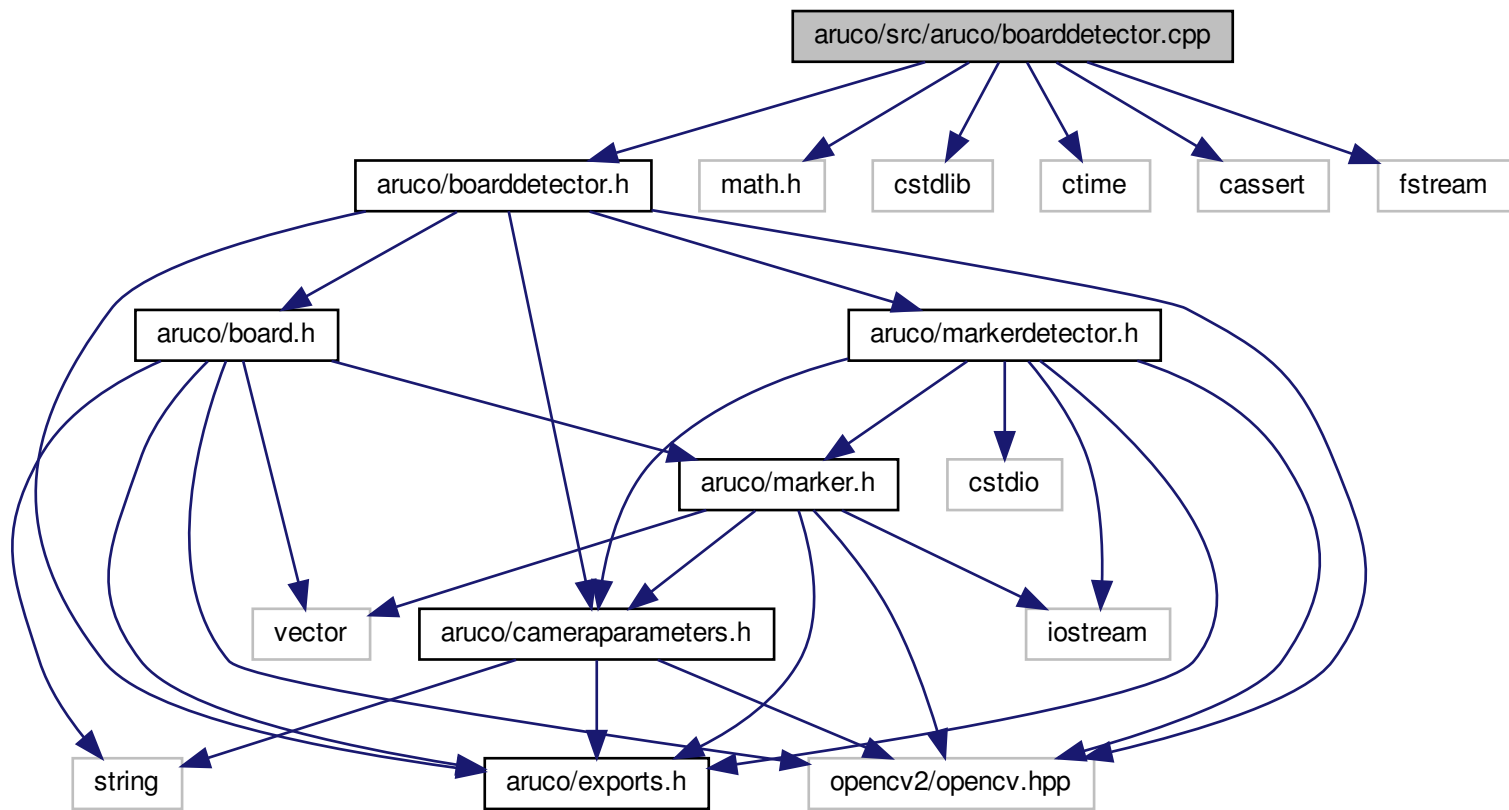 aruco/src/aruco/boarddetector.cpp
aruco/boarddetector.h
math.h
cstdlib
ctime
cassert
fstream
aruco/board.h
aruco/markerdetector.h
aruco/marker.h
cstdio
vector
aruco/cameraparameters.h
iostream
string
aruco/exports.h
opencv2/opencv.hpp